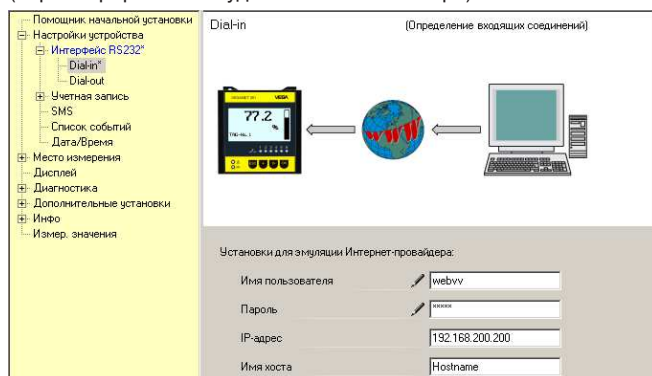 Помощник начальной установки
Настройки устройства
Интерфейс RS232*
Dial-in*
Dial-out
Учетная запись
SMS
Список событий
Дата/Время
Место измерения
Дисплей
Диагностика
Дополнительные установки
Инфо
Измер. значения
Dial-in
(Определение входящих соединений)
VEGA
77.2
%
WWW
Установки для эмуляции Интернет-провайдера:
Имя пользователя
webvv
Пароль
*****
IP-адрес
192.168.200.200
Имя хоста
Hostname